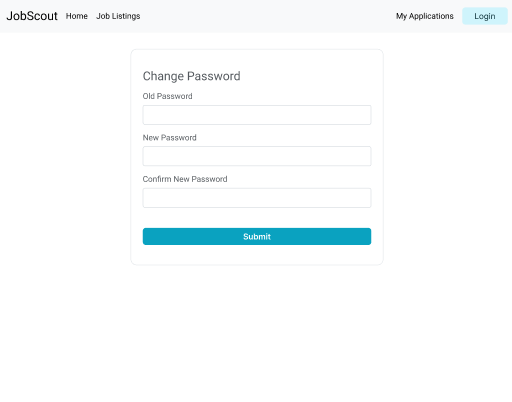 JobScout Home Job Listings My Applications Login
Change Password
Old Password
New Password
Confirm New Password
Submit